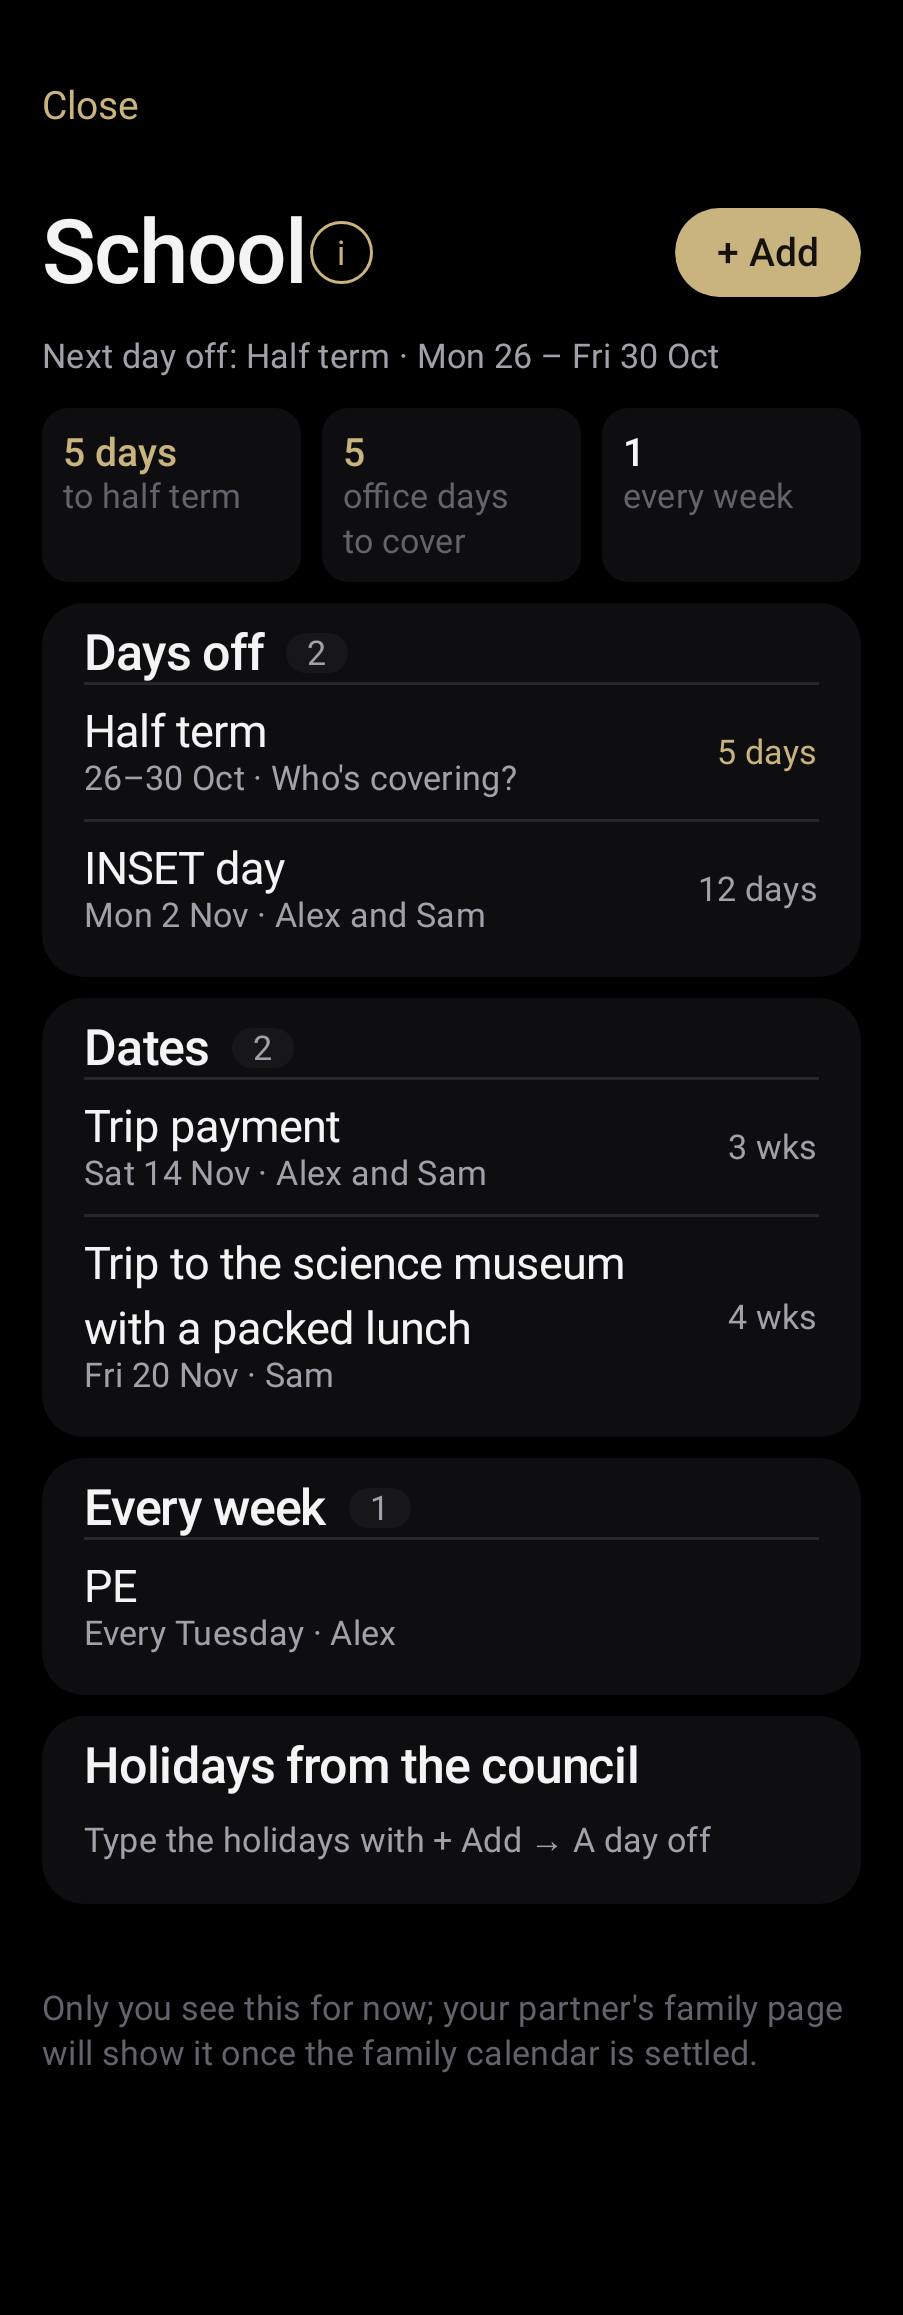 Close
School i
+ Add
Next day off: Half term · Mon 26 – Fri 30 Oct
5 days
to half term
5
office days
to cover
1
every week
Days off 2
Half term
26–30 Oct · Who's covering?
5 days
INSET day
Mon 2 Nov · Alex and Sam
12 days
Dates 2
Trip payment
Sat 14 Nov · Alex and Sam
3 wks
Trip to the science museum
with a packed lunch
Fri 20 Nov · Sam
4 wks
Every week 1
PE
Every Tuesday · Alex
Holidays from the council
Type the holidays with + Add → A day off
Only you see this for now; your partner's family page
will show it once the family calendar is settled.